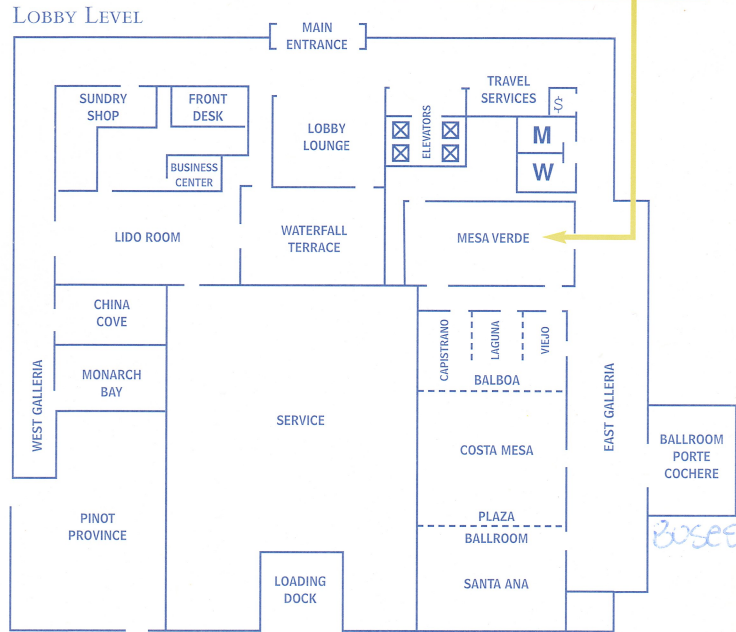 LOBBY LEVEL
MAIN
ENTRANCE
SUNDRY
SHOP
FRONT
DESK
LOBBY
LOUNGE
ELEVATORS
TRAVEL
SERVICES
-$-
M
W
BUSINESS
CENTER
LIDO ROOM
WATERFALL
TERRACE
MESA VERDE
CHINA
COVE
CAPISTRANO
LAGUNA
VIEJO
MONARCH
BAY
BALBOA
WEST GALLERIA
SERVICE
COSTA MESA
EAST GALLERIA
BALLROOM
PORTE
COCHERE
PINOT
PROVINCE
PLAZA
BALLROOM
LOADING
DOCK
SANTA ANA